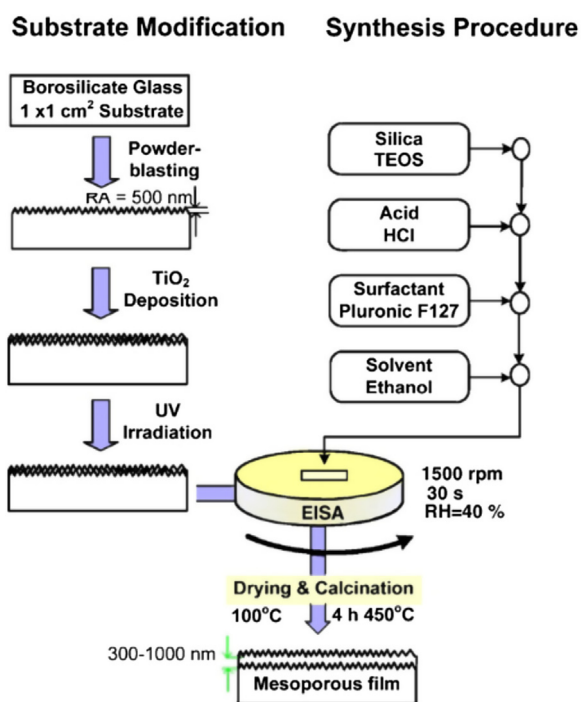 Substrate Modification
Borosilicate Glass
1 x1 cm² Substrate
Powder-
blasting
RA = 500 nm
TiO₂
Deposition
UV
Irradiation
Synthesis Procedure
Silica
TEOS
Acid
HCl
Surfactant
Pluronic F127
Solvent
Ethanol
EISA
1500 rpm
30 s
RH=40 %
Drying & Calcination
100°C
4 h 450°C
300-1000 nm
Mesoporous film